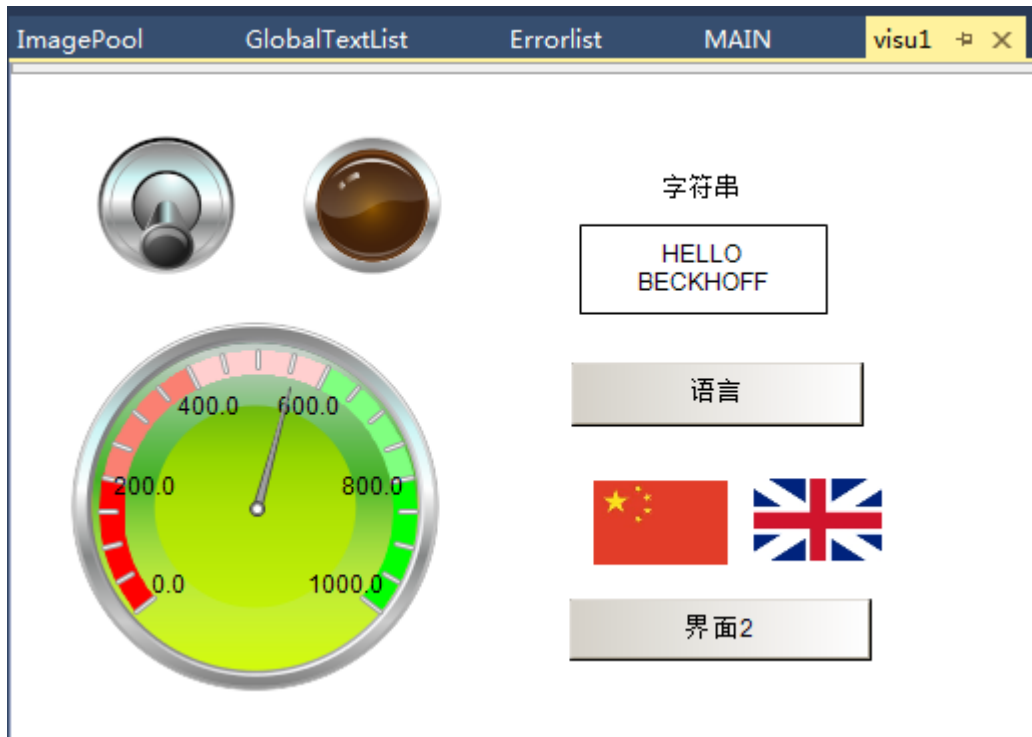 ImagePool GlobalTextList Errorlist MAIN visu1
字符串
HELLO
BECKHOFF
语言
400.0 600.0
200.0 800.0
0.0 1000.0
界面2